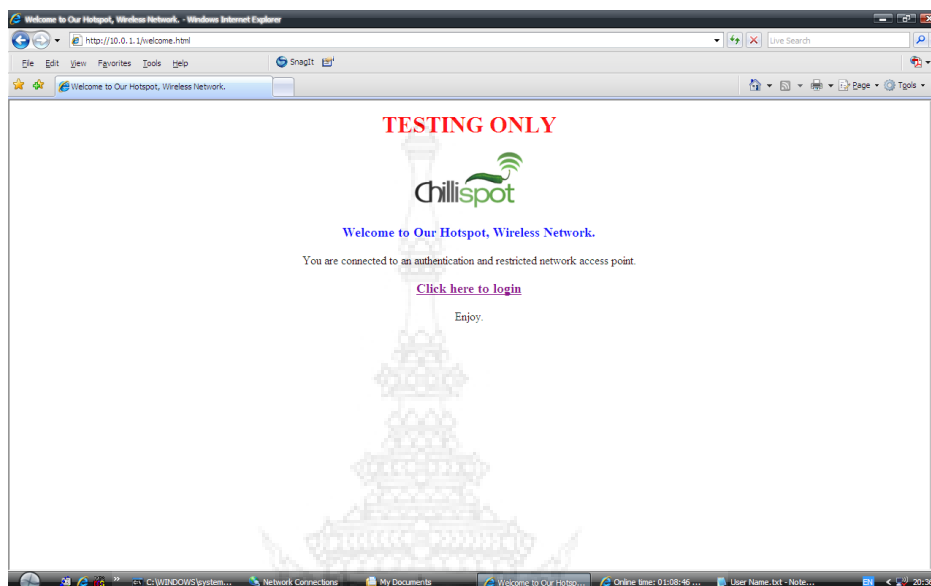 Welcome to Our Hotspot, Wireless Network. - Windows Internet Explorer
http://10.0.1.1/welcome.html
Live Search
File Edit View Favorites Tools Help
SnagIt
Welcome to Our Hotspot, Wireless Network.
Page
Tools
TESTING ONLY
Chillispot
Welcome to Our Hotspot, Wireless Network.
You are connected to an authentication and restricted network access point.
Click here to login
Enjoy.
C:\WINDOWS\system...
Network Connections
My Documents
Welcome to Our Hotsp...
Online time: 01:08:46 ...
User Name.txt - Note...
EN